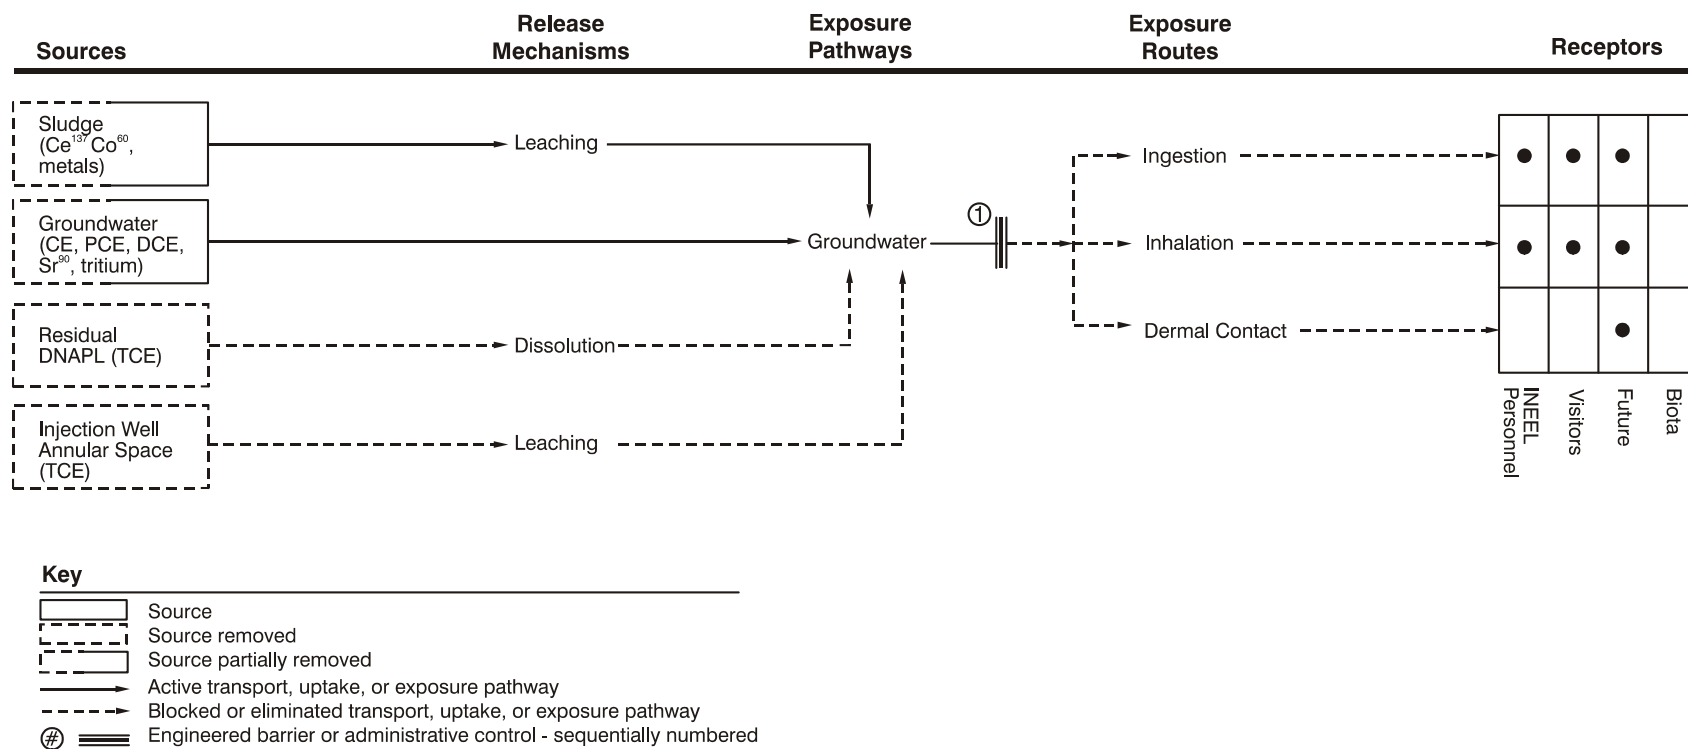 Sources
Release
Mechanisms
Exposure
Pathways
Exposure
Routes
Receptors
Sludge
(Ce¹³⁷ Co⁶⁰,
metals)
Leaching
Groundwater
(CE, PCE, DCE,
Sr⁹⁰, tritium)
Groundwater
①
Ingestion
Inhalation
Dermal Contact
Residual
DNAPL (TCE)
Dissolution
Injection Well
Annular Space
(TCE)
Leaching
INEEL
Personnel
Visitors
Future
Biota
Key
Source
Source removed
Source partially removed
Active transport, uptake, or exposure pathway
Blocked or eliminated transport, uptake, or exposure pathway
# Engineered barrier or administrative control - sequentially numbered